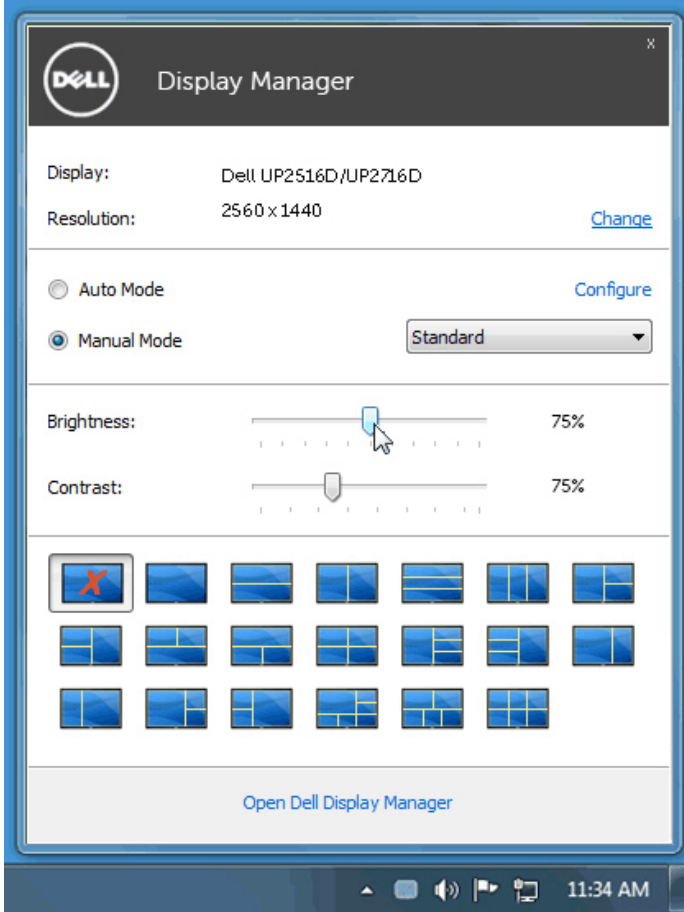 x
DELL Display Manager
Display: Dell UP2516D/UP2716D
Resolution: 2560 x 1440 Change
Auto Mode Configure
Manual Mode Standard
Brightness: 75%
Contrast: 75%
Open Dell Display Manager
11:34 AM